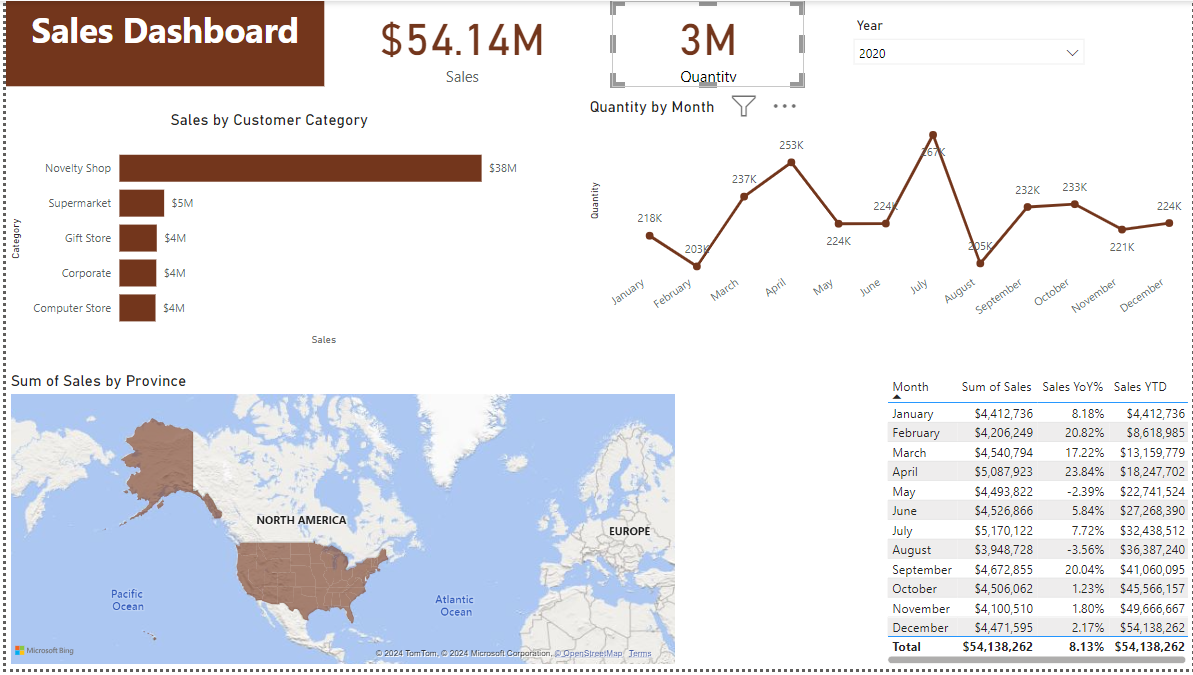 Sales Dashboard
$54.14M
Sales
3M
Quantity
Year
2020
Sales by Customer Category
Category
Novelty Shop $38M
Supermarket $5M
Gift Store $4M
Corporate $4M
Computer Store $4M
Sales
Quantity by Month
Quantity
218K
203K
237K
253K
224K
224K
267K
205K
232K
233K
221K
224K
January
February
March
April
May
June
July
August
September
October
November
December
Sum of Sales by Province
NORTH AMERICA
EUROPE
Pacific
Ocean
Atlantic
Ocean
Microsoft Bing
© 2024 TomTom, © 2024 Microsoft Corporation, © OpenStreetMap Terms
Month Sum of Sales Sales YoY% Sales YTD
January $4,412,736 8.18% $4,412,736
February $4,206,249 20.82% $8,618,985
March $4,540,794 17.22% $13,159,779
April $5,087,923 23.84% $18,247,702
May $4,493,822 -2.39% $22,741,524
June $4,526,866 5.84% $27,268,390
July $5,170,122 7.72% $32,438,512
August $3,948,728 -3.56% $36,387,240
September $4,672,855 20.04% $41,060,095
October $4,506,062 1.23% $45,566,157
November $4,100,510 1.80% $49,666,667
December $4,471,595 2.17% $54,138,262
Total $54,138,262 8.13% $54,138,262